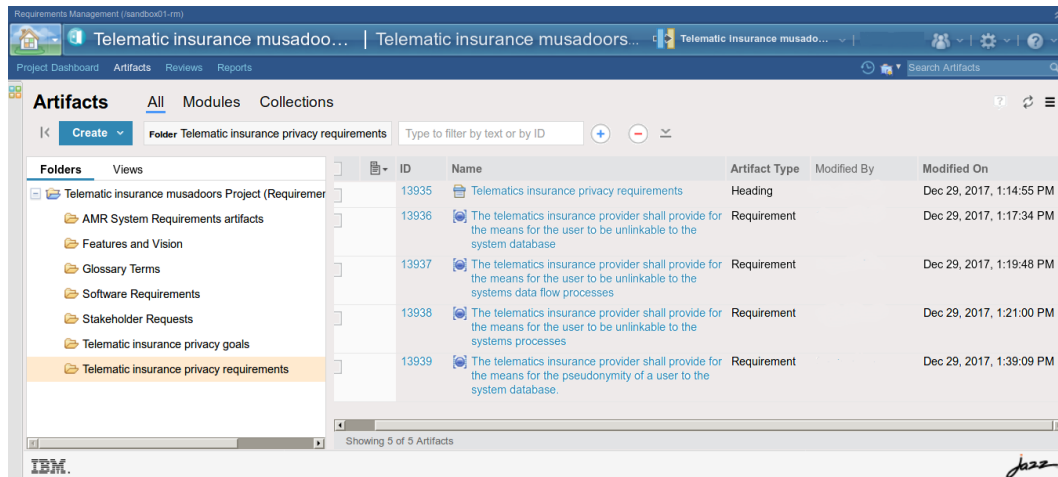 Requirements Management (/sandbox01-rm)
Telematic insurance musadoo... | Telematic insurance musadoors... Telematic insurance musado...
Project Dashboard Artifacts Reviews Reports Search Artifacts
Artifacts All Modules Collections
Create Folder Telematic insurance privacy requirements Type to filter by text or by ID
Folders Views ID Name Artifact Type Modified By Modified On
Telematic insurance musadoors Project (Requiremer
AMR System Requirements artifacts
Features and Vision
Glossary Terms
Software Requirements
Stakeholder Requests
Telematic insurance privacy goals
Telematic insurance privacy requirements
13935 Telematics insurance privacy requirements Heading Dec 29, 2017, 1:14:55 PM
13936 The telematics insurance provider shall provide for Requirement Dec 29, 2017, 1:17:34 PM
the means for the user to be unlinkable to the
system database
13937 The telematics insurance provider shall provide for Requirement Dec 29, 2017, 1:19:48 PM
the means for the user to be unlinkable to the
systems data flow processes
13938 The telematics insurance provider shall provide for Requirement Dec 29, 2017, 1:21:00 PM
the means for the user to be unlinkable to the
systems processes
13939 The telematics insurance provider shall provide for Requirement Dec 29, 2017, 1:39:09 PM
the means for the pseudonymity of a user to the
system database.
Showing 5 of 5 Artifacts
IBM. jazz